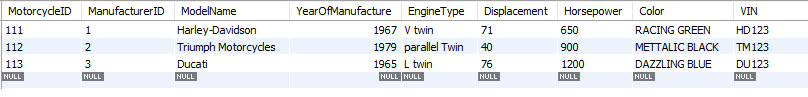 MotorcycleID ManufacturerID ModelName YearOfManufacture EngineType Displacement Horsepower Color VIN
111 1 Harley-Davidson 1967 V twin 71 650 RACING GREEN HD123
112 2 Triumph Motorcycles 1979 parallel Twin 40 900 METTALIC BLACK TM123
113 3 Ducati 1965 L twin 76 1200 DAZZLING BLUE DU123
NULL NULL NULL NULL NULL NULL NULL NULL NULL